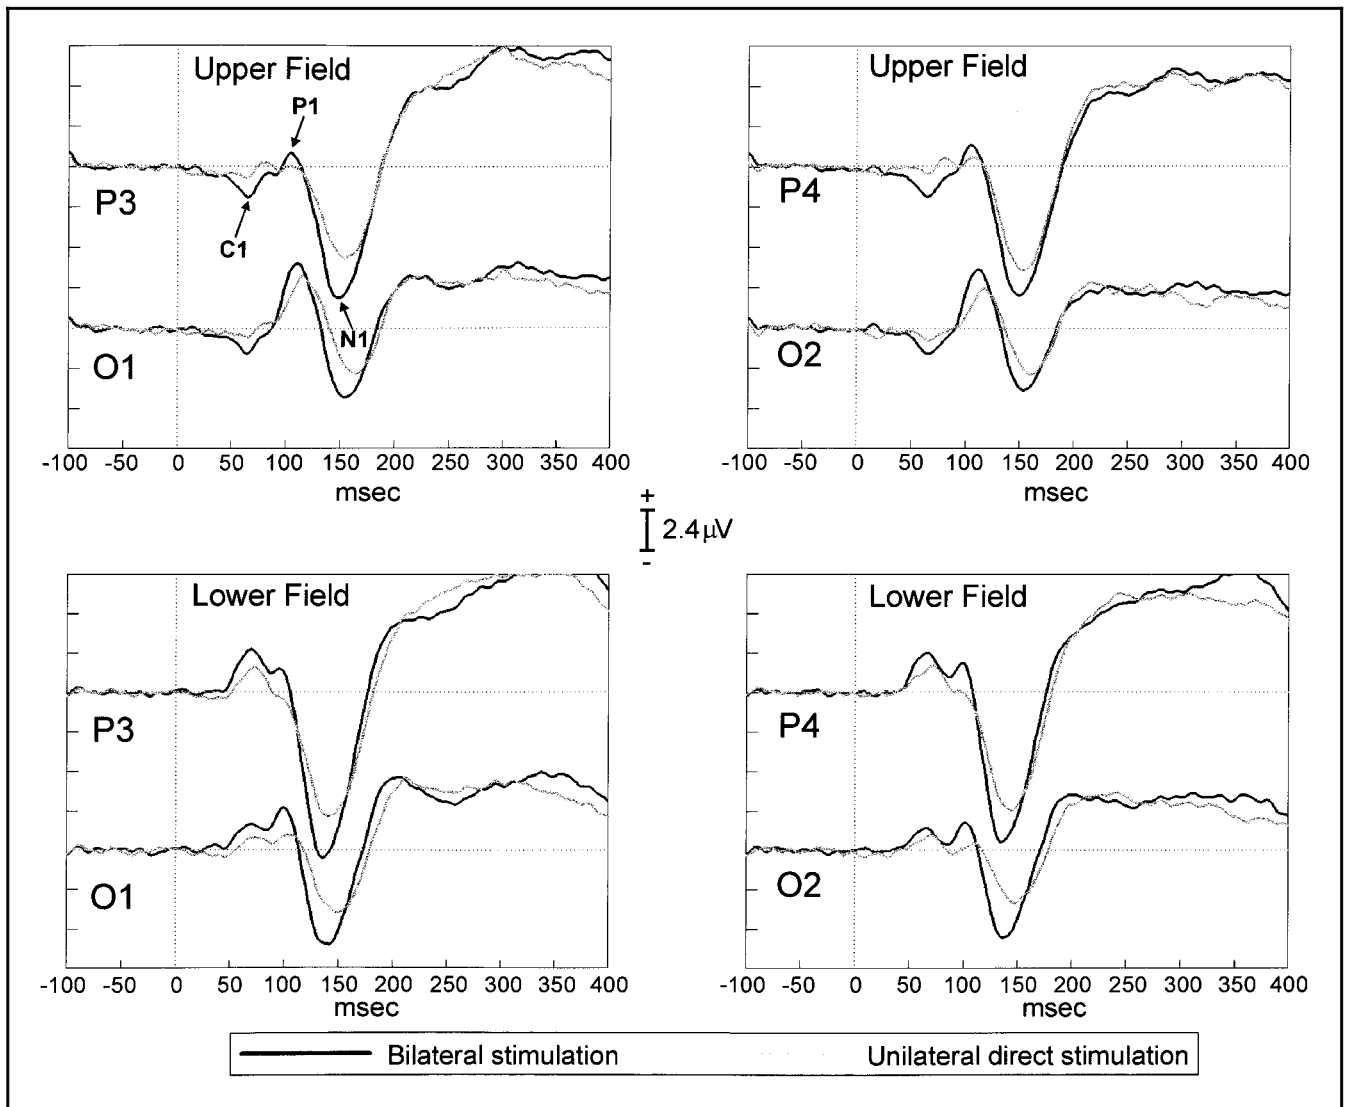 Upper Field
P1
P3
C1
N1
O1
-100 -50 0 50 100 150 200 250 300 350 400
msec
Upper Field
P4
O2
-100 -50 0 50 100 150 200 250 300 350 400
msec
+
2.4μV
-
Lower Field
P3
O1
-100 -50 0 50 100 150 200 250 300 350 400
msec
Lower Field
P4
O2
-100 -50 0 50 100 150 200 250 300 350 400
msec
Bilateral stimulation
Unilateral direct stimulation